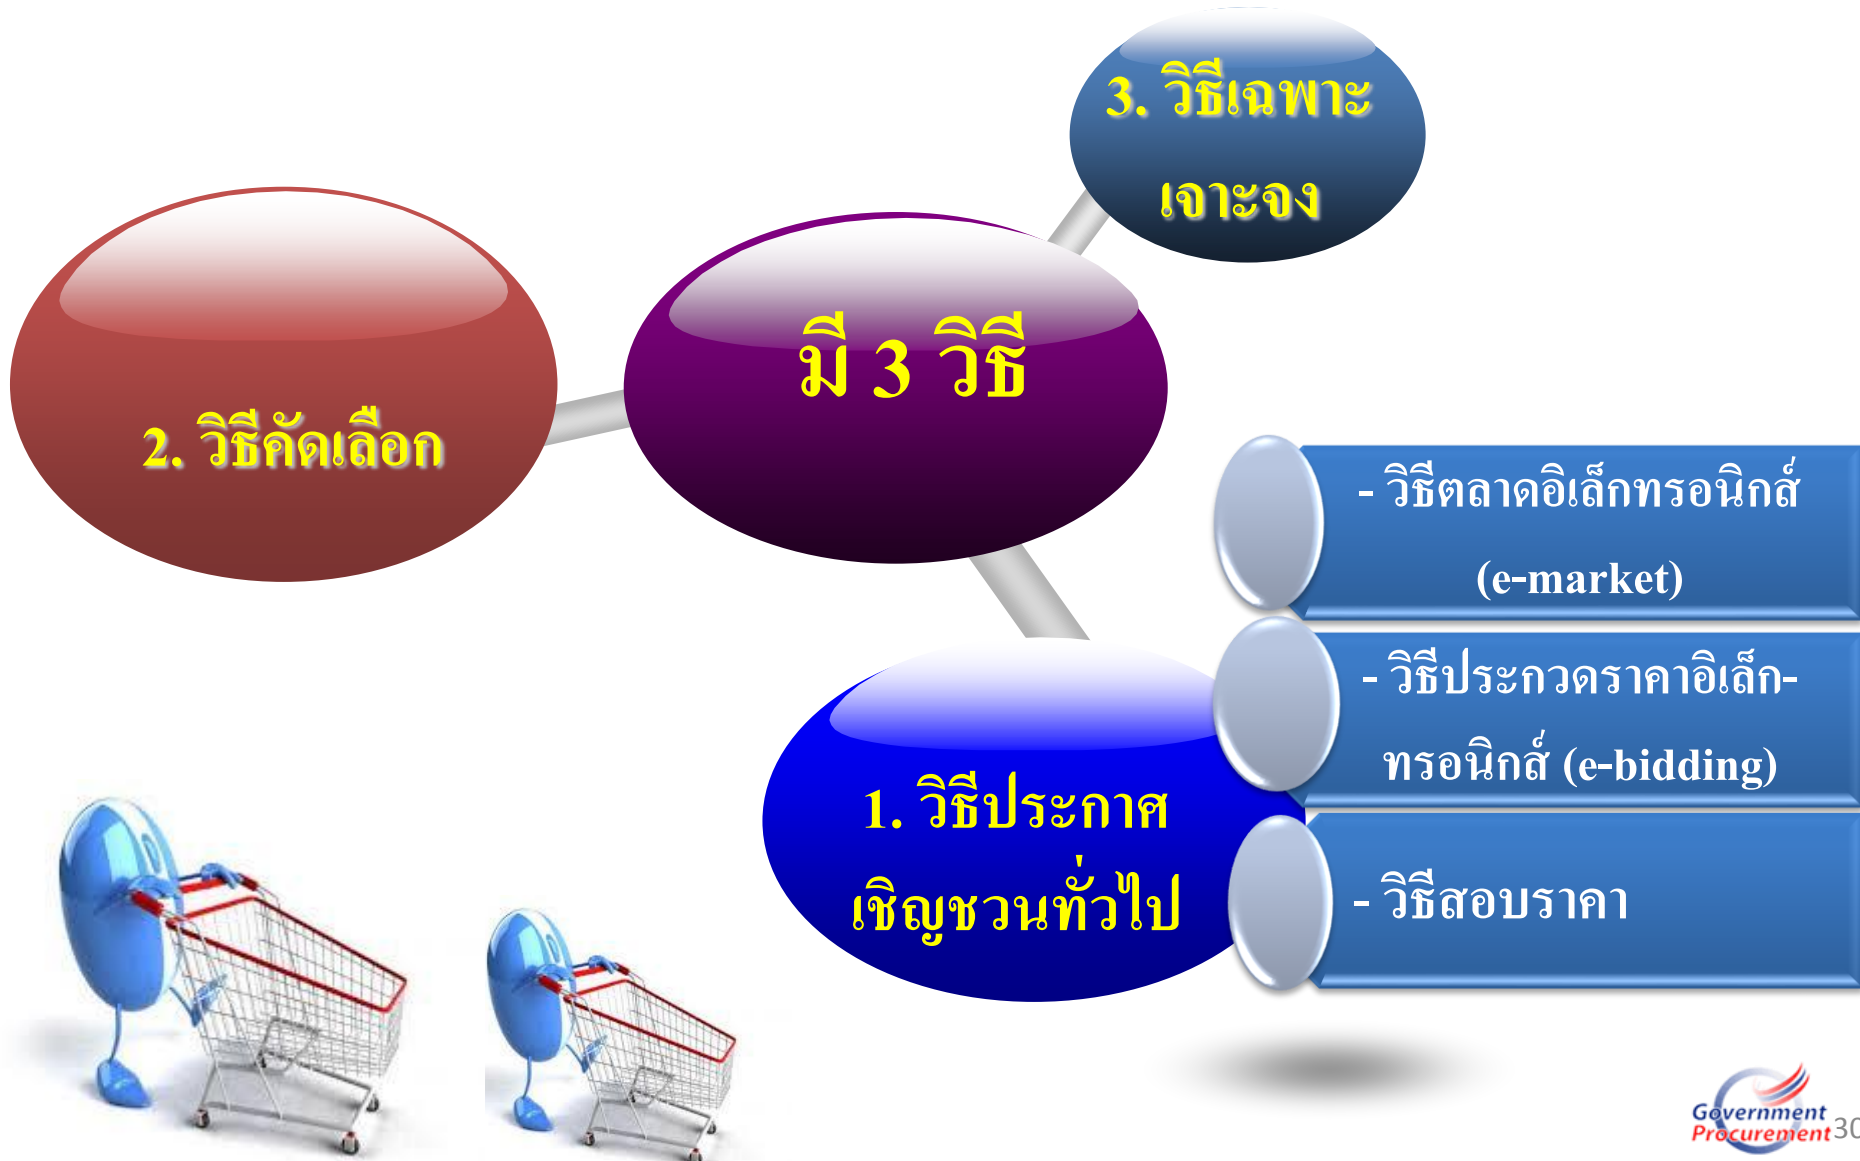 3. วิธีเฉพาะ
เจาะจง
มี 3 วิธี
2. วิธีคัดเลือก
- วิธีตลาดอิเล็กทรอนิกส์
(e-market)
- วิธีประกวดราคาอิเล็ก-
ทรอนิกส์ (e-bidding)
- วิธีสอบราคา
1. วิธีประกาศ
เชิญชวนทั่วไป
Government
Procurement
30